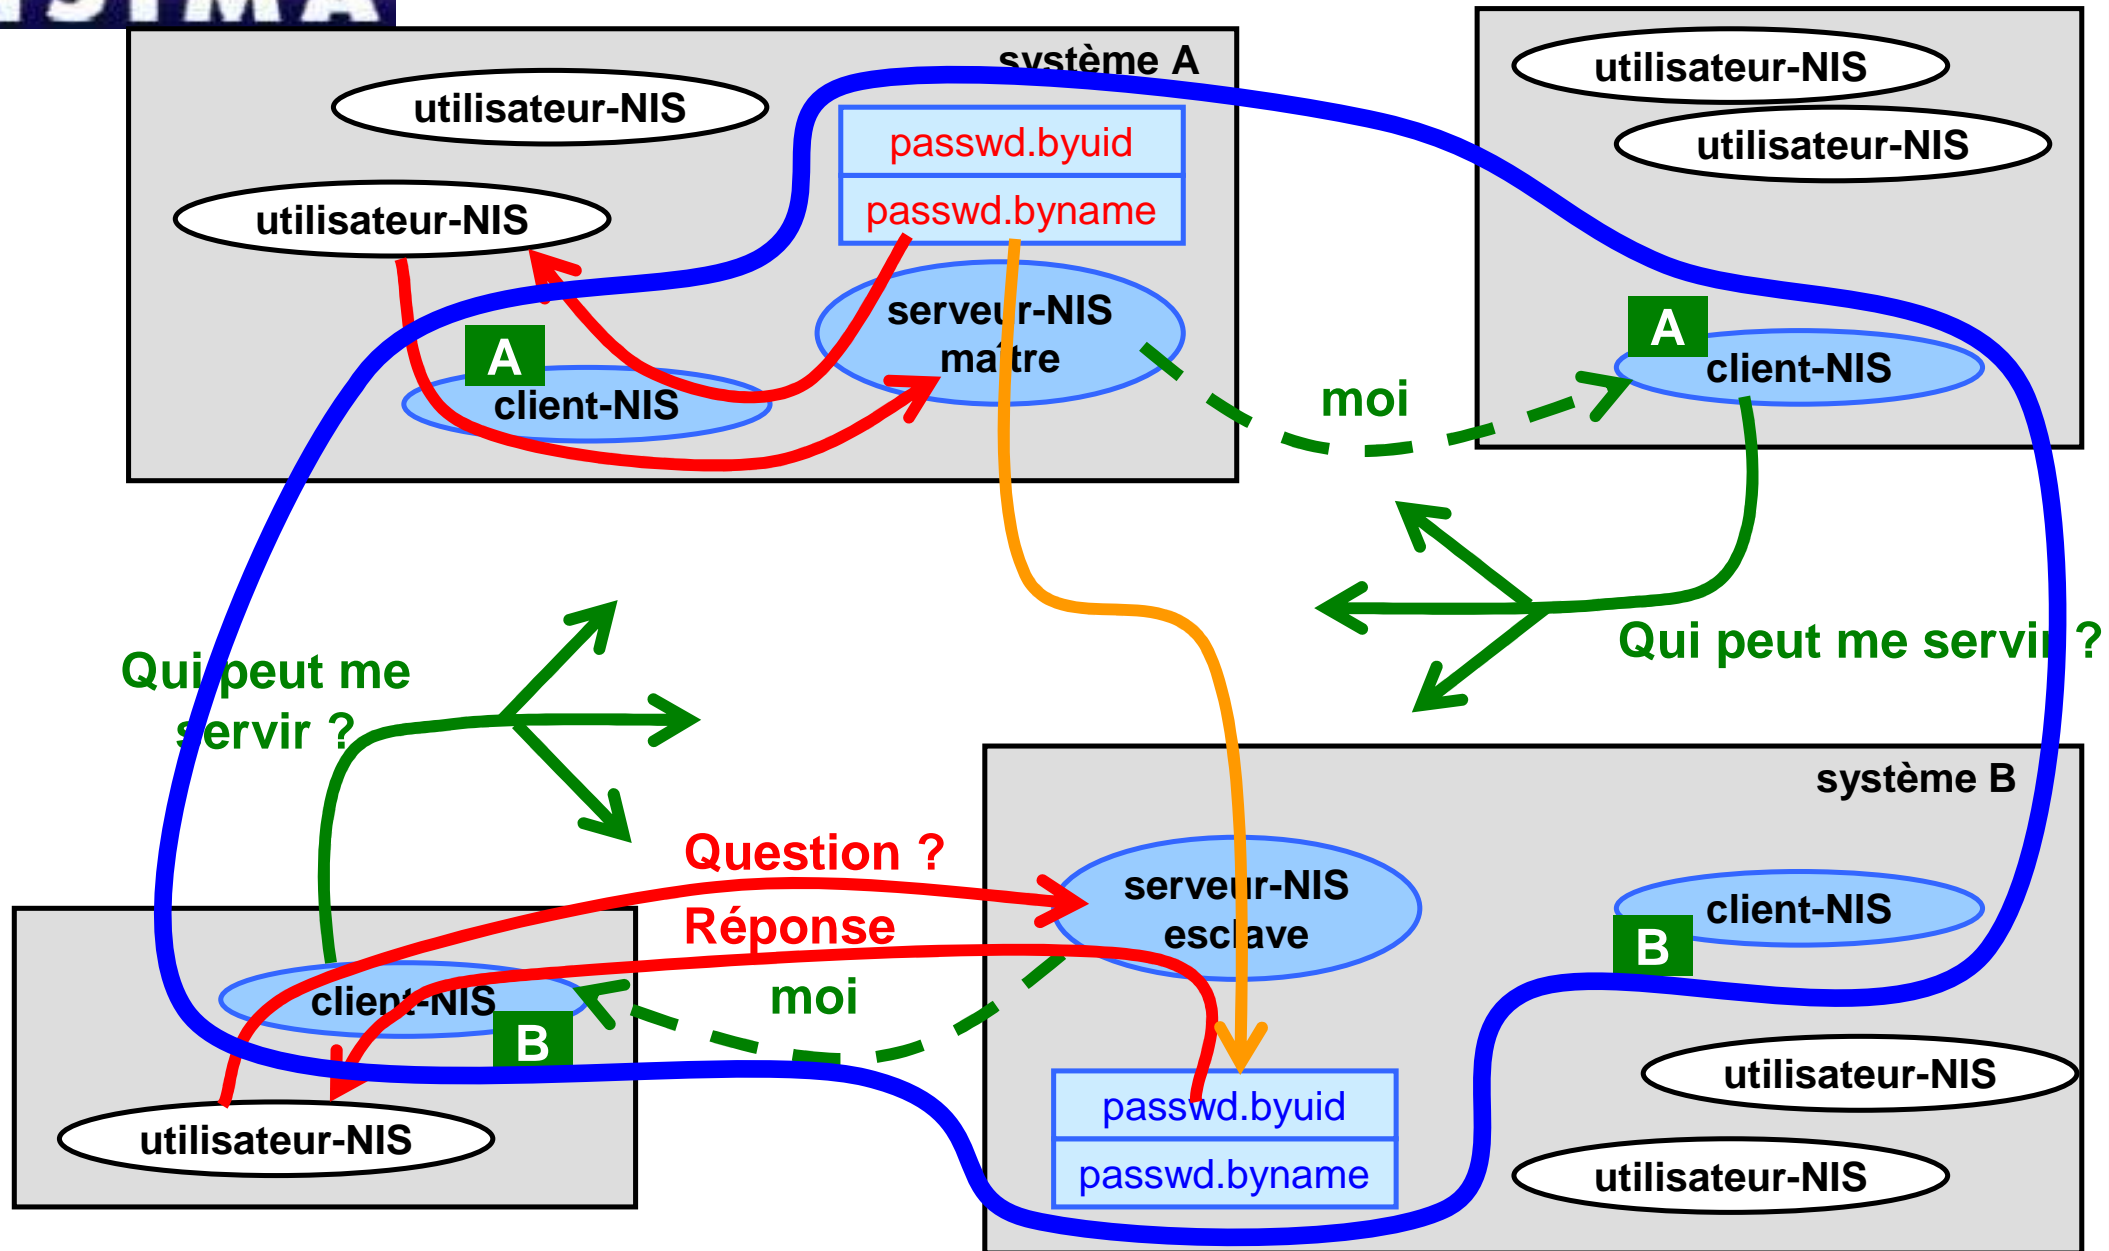 système A
utilisateur-NIS
passwd.byuid
passwd.byname
utilisateur-NIS
serveur-NIS
maître
A
client-NIS
utilisateur-NIS
utilisateur-NIS
A
client-NIS
moi
Qui peut me servir ?
Qui peut me
servir ?
système B
Question ?
Réponse
moi
serveur-NIS
esclave
client-NIS
B
client-NIS
B
utilisateur-NIS
passwd.byuid
passwd.byname
utilisateur-NIS
utilisateur-NIS